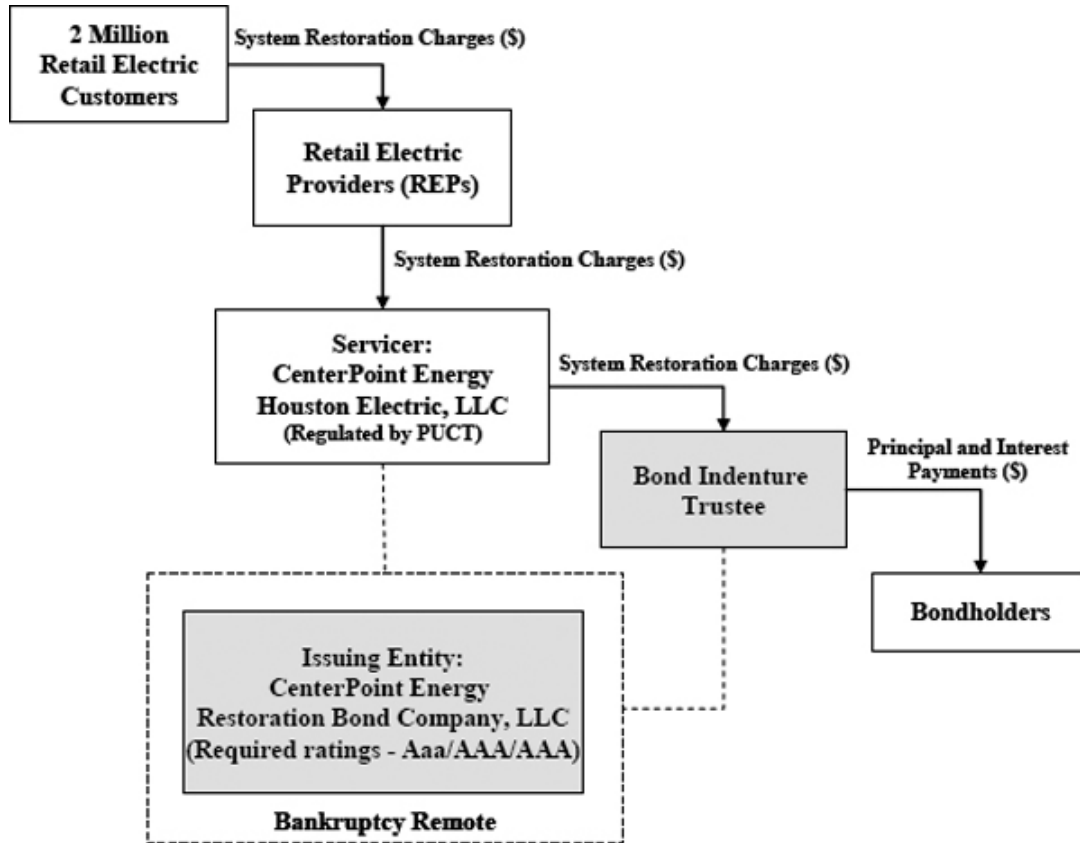 2 Million
Retail Electric
Customers
System Restoration Charges ($)
Retail Electric
Providers (REPs)
System Restoration Charges ($)
Servicer:
CenterPoint Energy
Houston Electric, LLC
(Regulated by PUCT)
System Restoration Charges ($)
Bond Indenture
Trustee
Principal and Interest
Payments ($)
Bondholders
Issuing Entity:
CenterPoint Energy
Restoration Bond Company, LLC
(Required ratings - Aaa/AAA/AAA)
Bankruptcy Remote